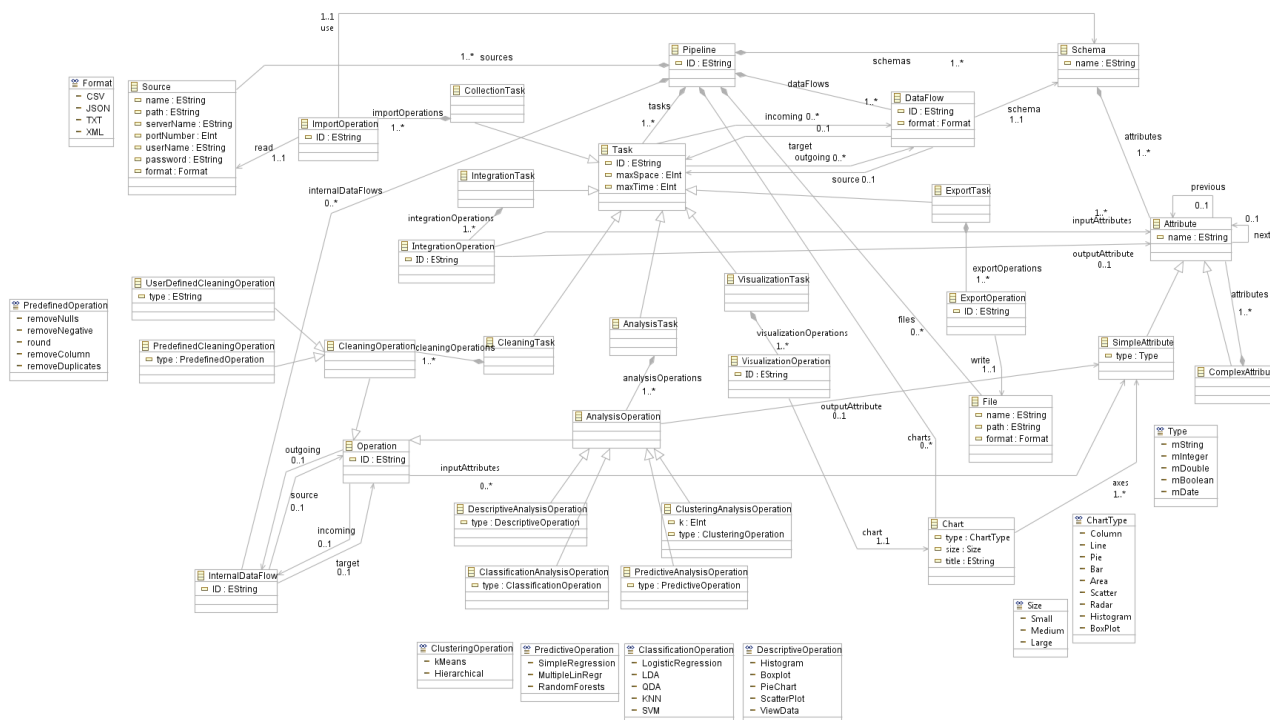 1..1
use
Pipeline
ID : EString
Schema
name : EString
1..* sources
schemas
1..*
Format
CSV
JSON
TXT
XML
Source
name : EString
path : EString
serverName : EString
portNumber : EInt
userName : EString
password : EString
format : Format
CollectionTask
importOperations
1..*
ImportOperation
ID : EString
read
1..1
dataFlows
1..*
DataFlow
ID : EString
format : Format
schema
1..1
tasks
1..*
incoming 0..*
0..1
target
outgoing 0..*
source 0..1
attributes
1..*
Task
ID : EString
maxSpace : EInt
maxTime : EInt
internalDataFlows
0..*
IntegrationTask
integrationOperations
1..*
IntegrationOperation
ID : EString
ExportTask
previous
0..1
0..1
next
1..*
inputAttributes
outputAttribute
0..1
Attribute
name : EString
UserDefinedCleaningOperation
type : EString
PredefinedOperation
removeNulls
removeNegative
round
removeColumn
removeDuplicates
PredefinedCleaningOperation
type : PredefinedOperation
CleaningOperation
cleaningOperations
1..*
CleaningTask
AnalysisTask
analysisOperations
1..*
VisualizationTask
visualizationOperations
1..*
VisualizationOperation
ID : EString
exportOperations
1..*
ExportOperation
ID : EString
files
0..*
write
1..1
File
name : EString
path : EString
format : Format
attributes
1..*
SimpleAttribute
type : Type
ComplexAttribut
AnalysisOperation
outputAttribute
0..1
charts
0..*
Type
mString
mInteger
mDouble
mBoolean
mDate
Operation
ID : EString
inputAttributes
0..*
outgoing
0..1
source
0..1
incoming
0..1
target
0..1
InternalDataFlow
ID : EString
DescriptiveAnalysisOperation
type : DescriptiveOperation
ClusteringAnalysisOperation
k : EInt
type : ClusteringOperation
ClassificationAnalysisOperation
type : ClassificationOperation
PredictiveAnalysisOperation
type : PredictiveOperation
chart
1..1
axes
1..*
Chart
type : ChartType
size : Size
title : EString
ChartType
Column
Line
Pie
Bar
Area
Scatter
Radar
Histogram
BoxPlot
Size
Small
Medium
Large
ClusteringOperation
kMeans
Hierarchical
PredictiveOperation
SimpleRegression
MultipleLinRegr
RandomForests
ClassificationOperation
LogisticRegression
LDA
QDA
KNN
SVM
DescriptiveOperation
Histogram
Boxplot
PieChart
ScatterPlot
ViewData